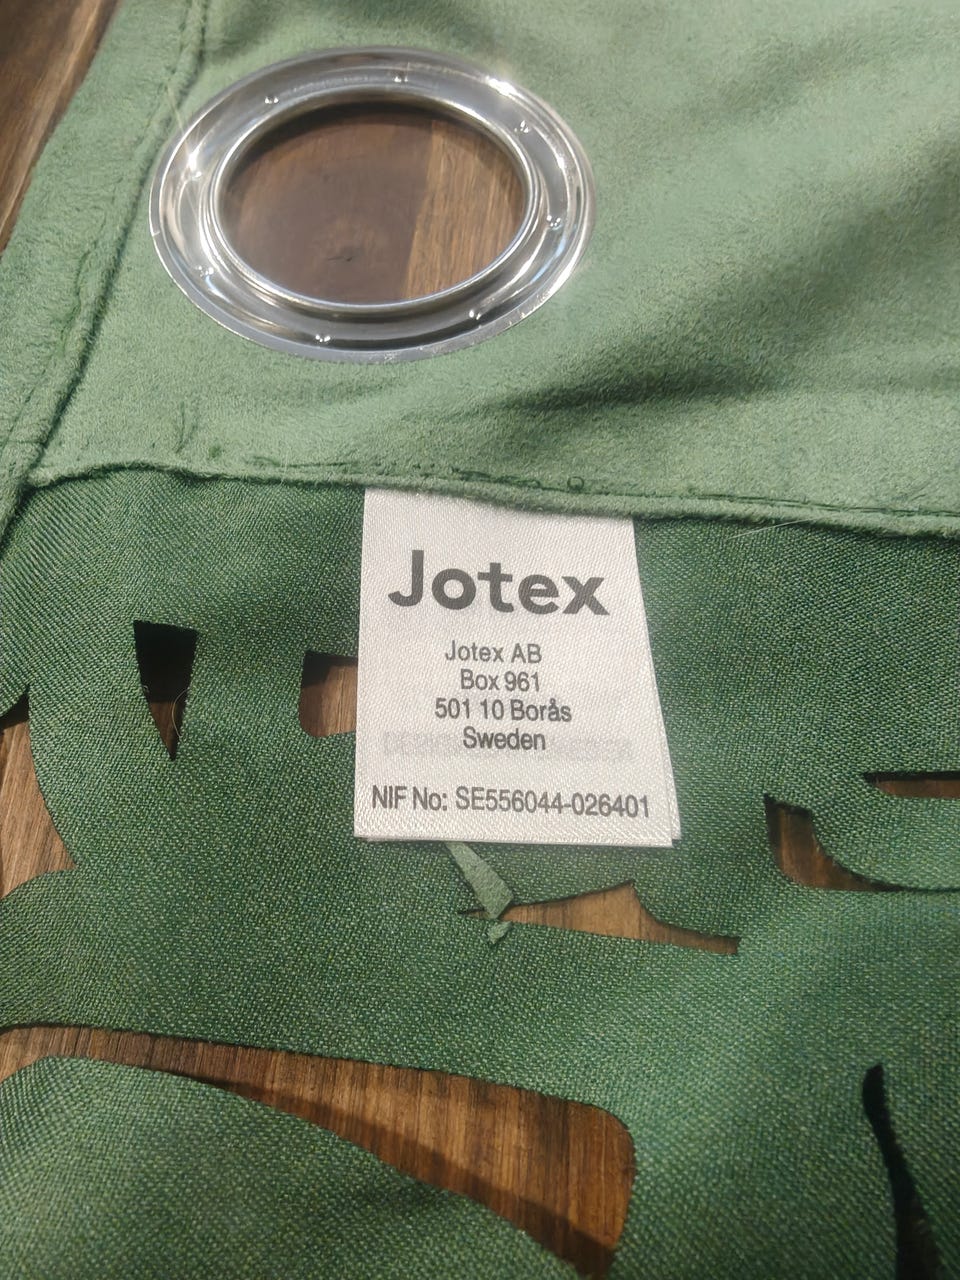 Jotex
Jotex AB
Box 961
501 10 Borås
Sweden
NIF No: SE556044-026401